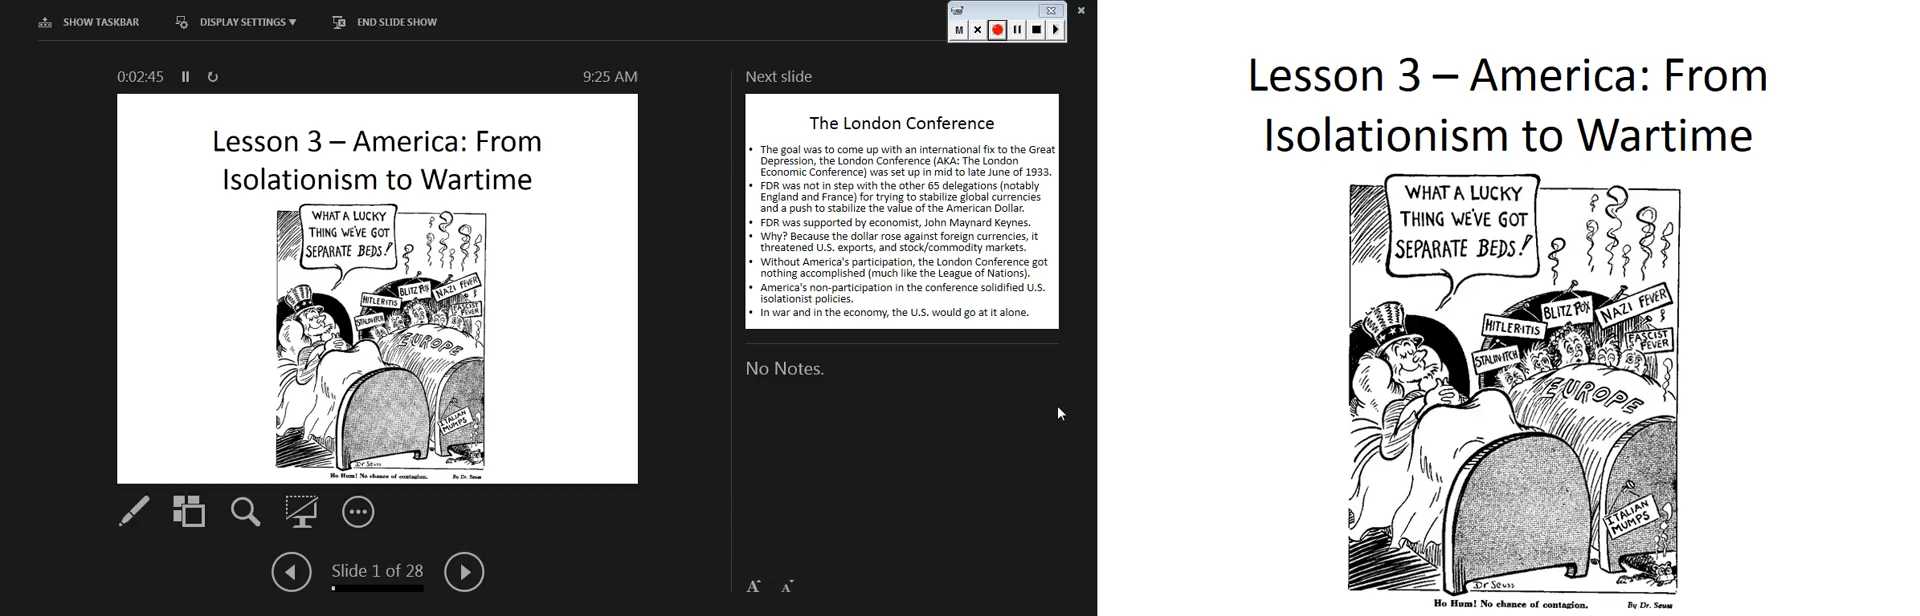 SHOW TASKBAR
DISPLAY SETTINGS ▼
END SLIDE SHOW
M
0:02:45
9:25 AM
Next slide
Lesson 3 – America: From
Isolationism to Wartime
WHAT A LUCKY
THING WE'VE GOT
SEPARATE BEDS!
HITLERITIS
BLITZ POX
NAZI FEVER
STALIN-ITCH
FASCIST
FEVER
EUROPE
ITALIAN
MUMPS
Dr Seuss
Ho Hum! No chance of contagion.
By Dr. Seuss
The London Conference
• The goal was to come up with an international fix to the Great
Depression, the London Conference (AKA: The London
Economic Conference) was set up in mid to late June of 1933.
• FDR was not in step with the other 65 delegations (notably
England and France) for trying to stabilize global currencies
and a push to stabilize the value of the American Dollar.
• FDR was supported by economist, John Maynard Keynes.
• Why? Because the dollar rose against foreign currencies, it
threatened U.S. exports, and stock/commodity markets.
• Without America's participation, the London Conference got
nothing accomplished (much like the League of Nations).
• America's non-participation in the conference solidified U.S.
isolationist policies.
• In war and in the economy, the U.S. would go at it alone.
No Notes.
Slide 1 of 28
A A
Lesson 3 – America: From
Isolationism to Wartime
WHAT A LUCKY
THING WE'VE GOT
SEPARATE BEDS!
HITLERITIS
BLITZ POX
NAZI FEVER
STALIN-ITCH
FASCIST
FEVER
EUROPE
ITALIAN
MUMPS
Dr Seuss
Ho Hum! No chance of contagion.
By Dr. Seuss